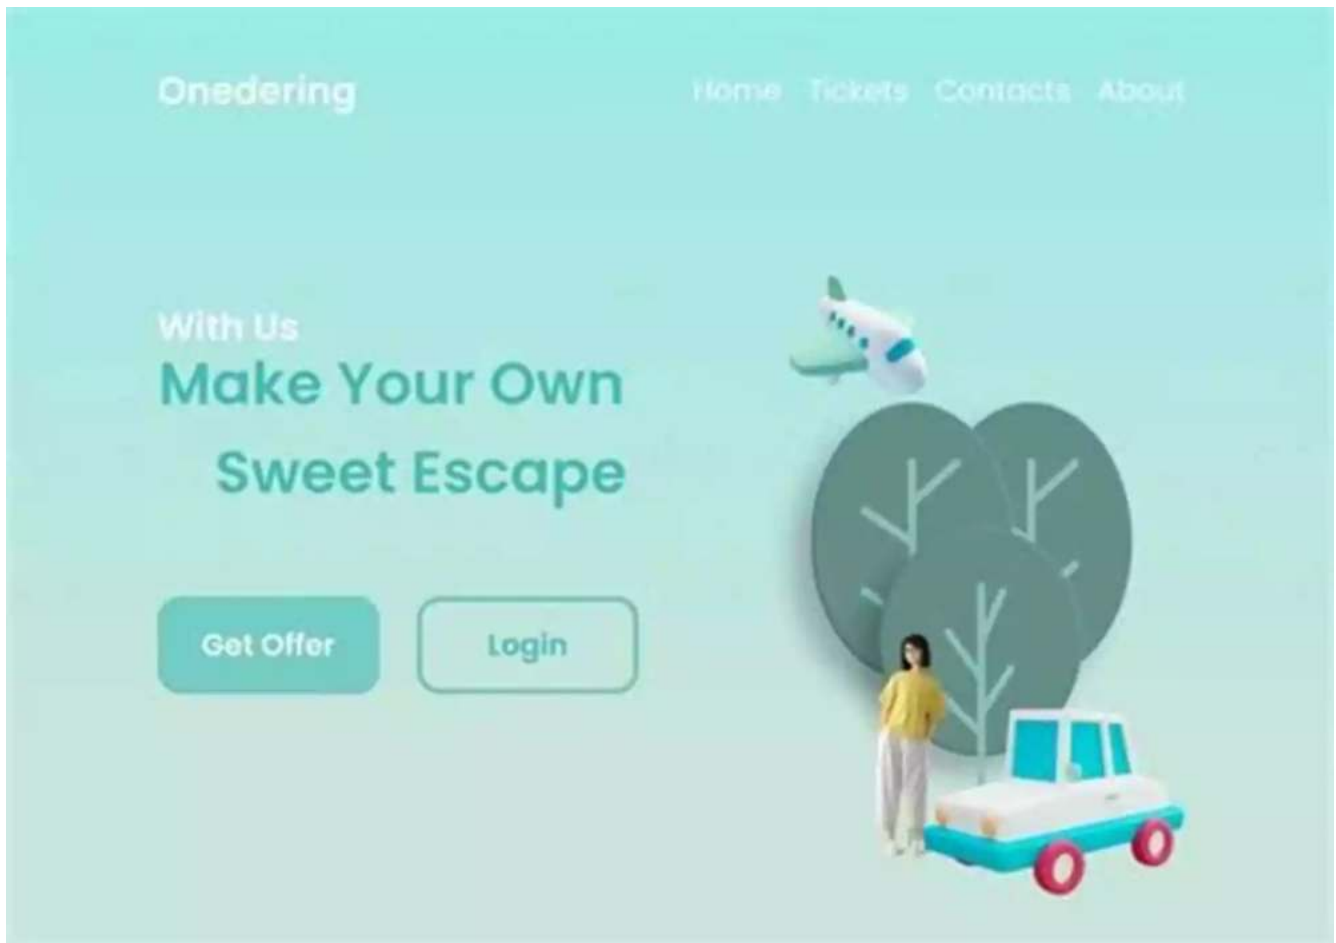 Onedering
Home Tickets Contacts About
With Us
Make Your Own
Sweet Escape
Get Offer
Login